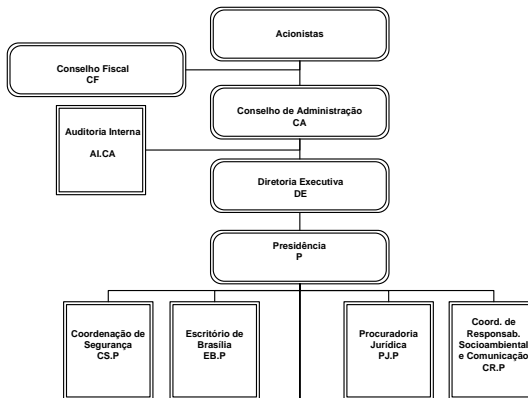 Acionistas
Conselho Fiscal
CF
Conselho de Administração
CA
Auditoria Interna
AI.CA
Diretoria Executiva
DE
Presidência
P
Coordenação de
Segurança
CS.P
Escritório de
Brasília
EB.P
Procuradoria
Jurídica
PJ.P
Coord. de
Responsab.
Socioambiental
e Comunicação
CR.P